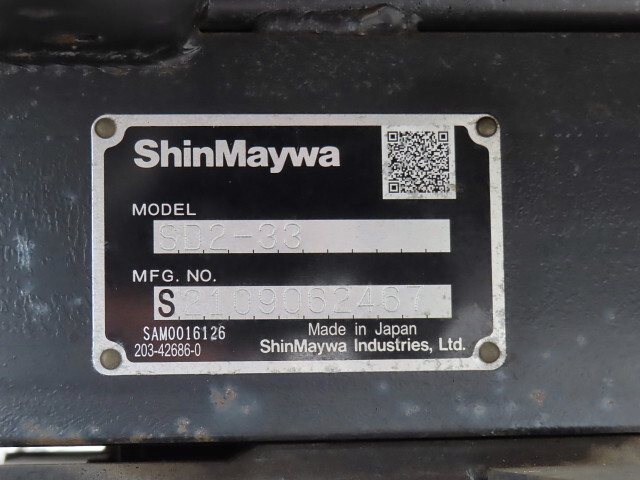 ShinMaywa
MODEL
SD2-33
MFG. NO.
S2109062467
SAM0016126
203-42686-0
Made in Japan
ShinMaywa Industries, Ltd.